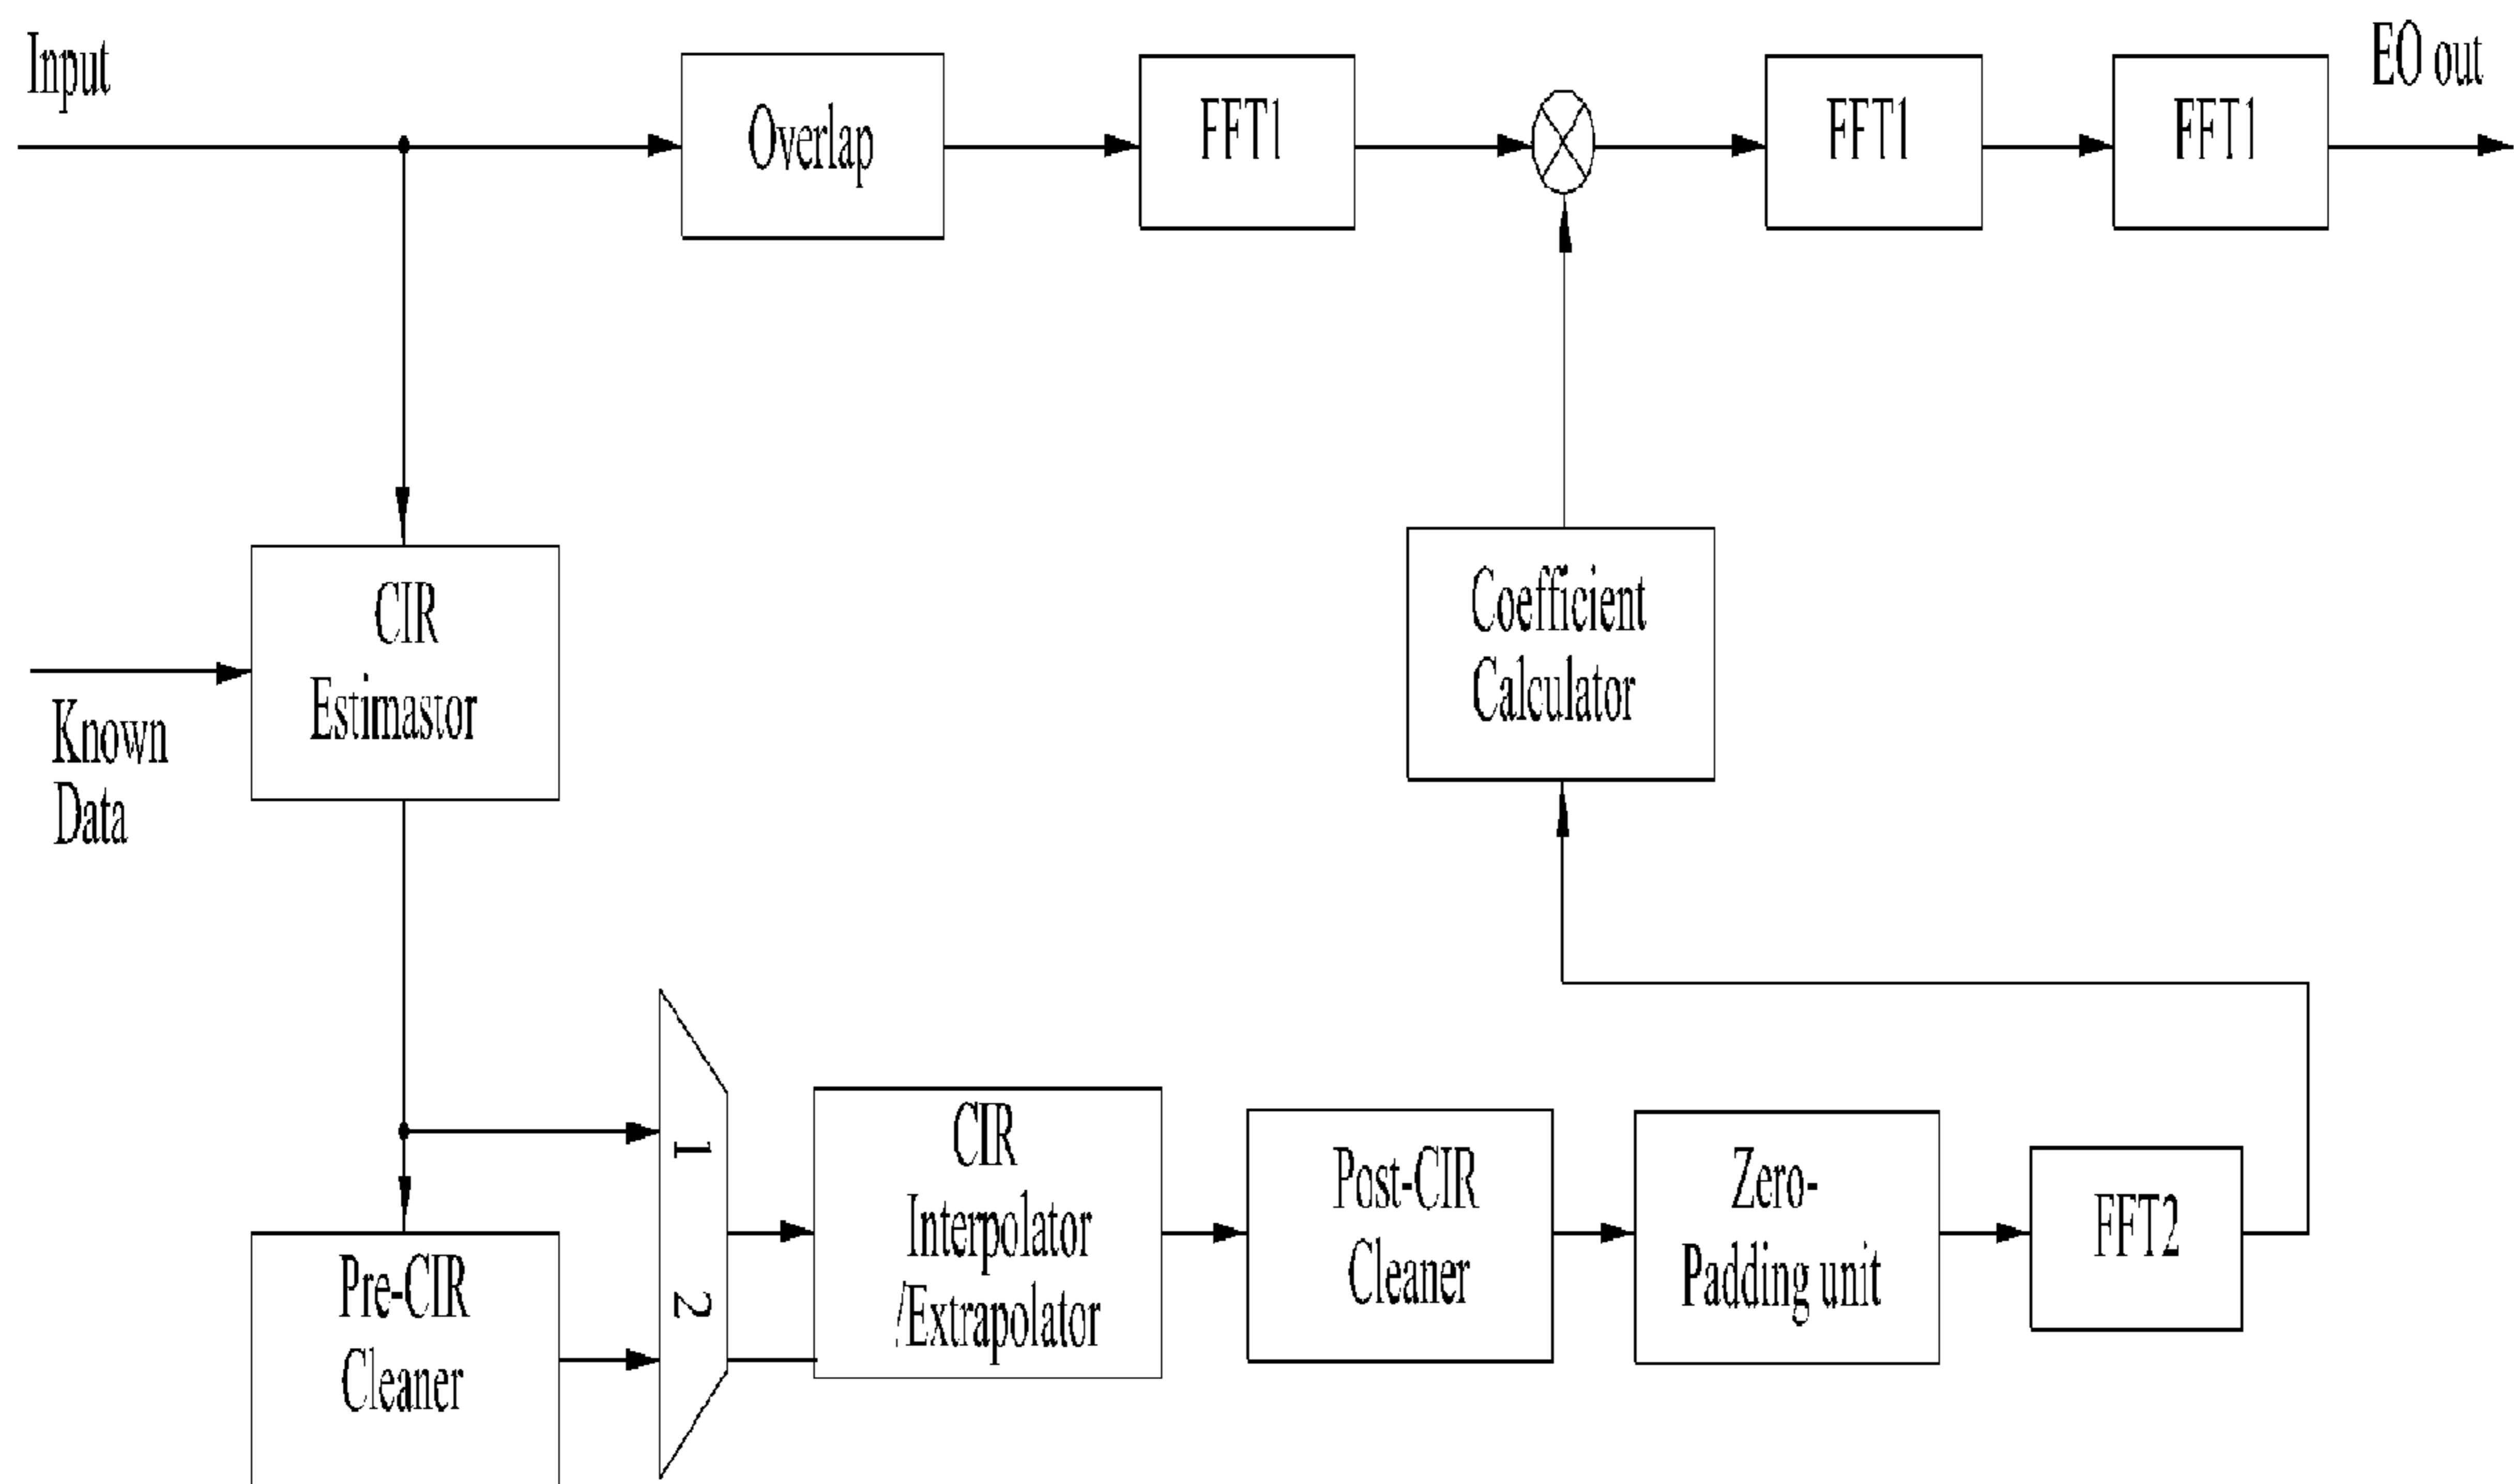 Input
EO out
Overlap
FFT1
FFT1
FFT1
CIR
Estimastor
Known
Data
Coefficient
Calculator
1
2
Pre-CIR
Cleaner
CIR
Interpolator
/Extrapolator
Post-CIR
Cleaner
Zero-
Padding unit
FFT2